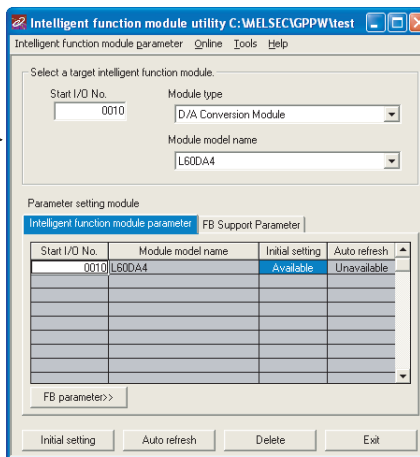 Intelligent function module utility C:\MELSEC\GPPW\test
Intelligent function module parameter Online Tools Help
Select a target intelligent function module.
Start I/O No. Module type
0010 D/A Conversion Module
Module model name
L60DA4
Parameter setting module
Intelligent function module parameter FB Support Parameter
Start I/O No. Module model name Initial setting Auto refresh
0010 L60DA4 Available Unavailable
FB parameter>>
Initial setting Auto refresh Delete Exit